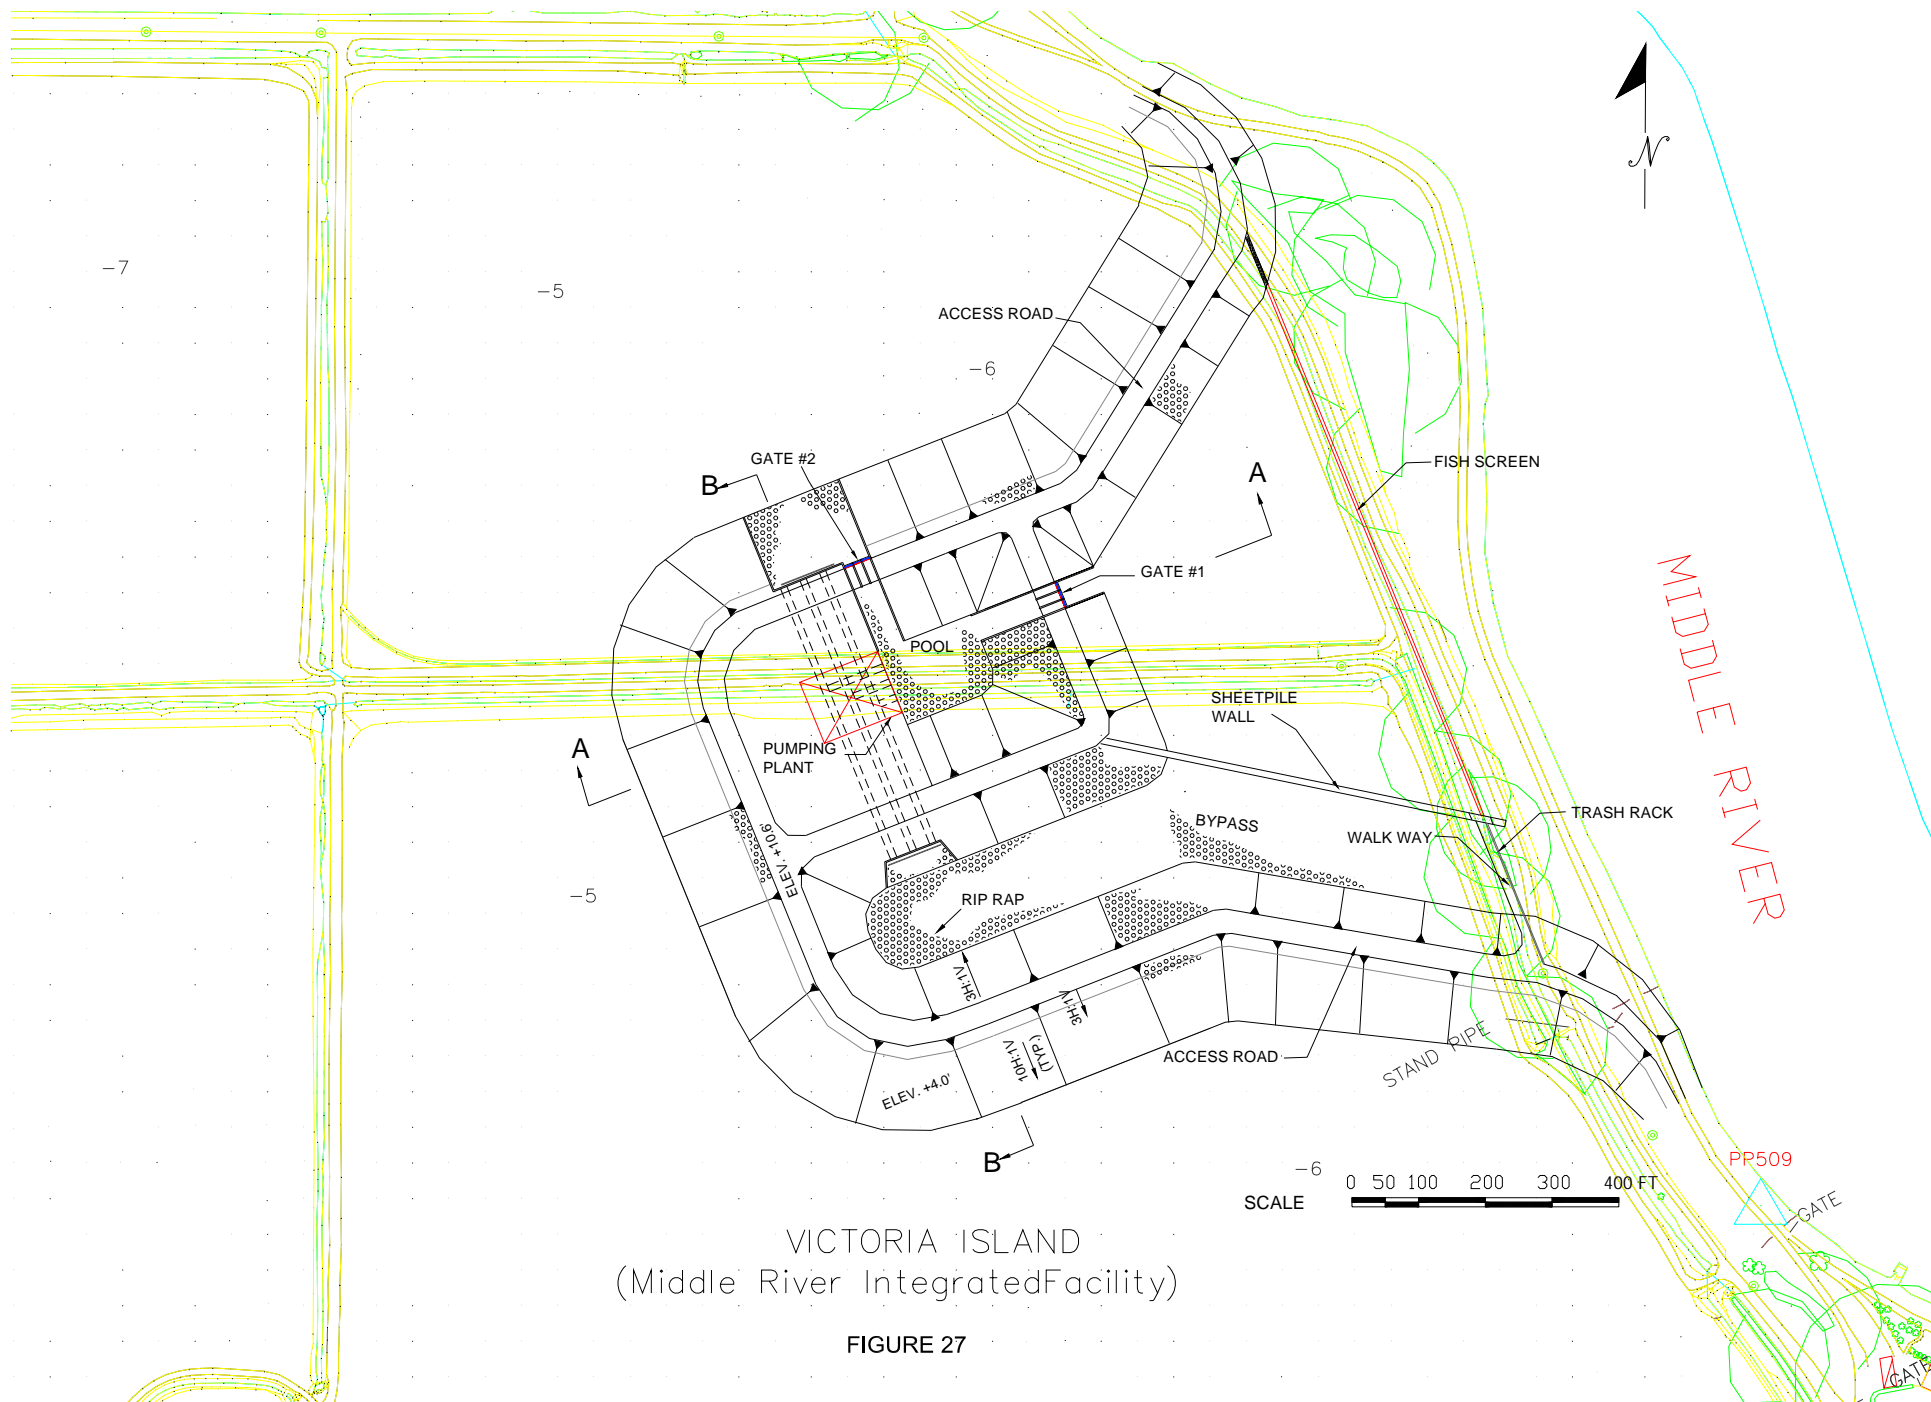 N
-7
-5
ACCESS ROAD
-6
GATE #2
B
A
FISH SCREEN
GATE #1
MIDDLE RIVER
POOL
SHEETPILE
WALL
A
PUMPING
PLANT
TRASH RACK
BYPASS
WALK WAY
ELEV. +10.6'
-5
RIP RAP
3H:1V
3H:1V
10H:1V
(TYP.)
STAND PIPE
ACCESS ROAD
ELEV. +4.0'
B
-6
PP509
0 50 100 200 300 400 FT
SCALE
GATE
VICTORIA ISLAND
(Middle River IntegratedFacility)
FIGURE 27
GATE